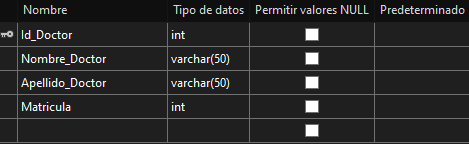 Nombre Tipo de datos Permitir valores NULL Predeterminado
Id_Doctor int
Nombre_Doctor varchar(50)
Apellido_Doctor varchar(50)
Matricula int